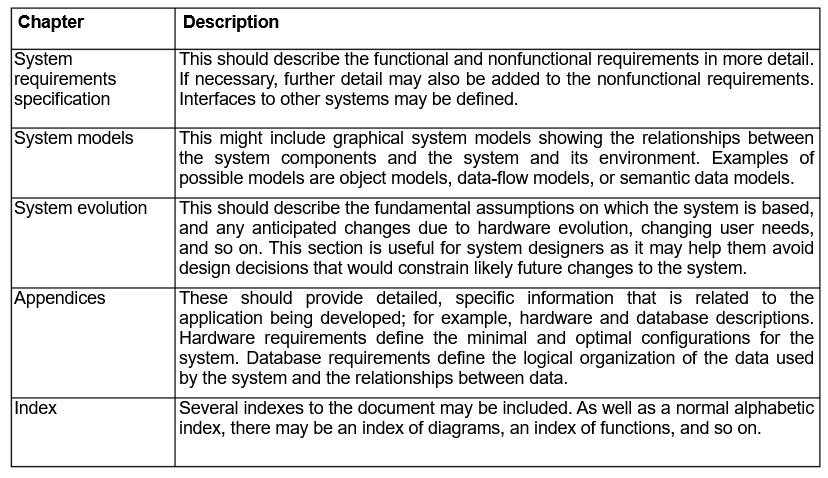 Chapter Description
System requirements specification
This should describe the functional and nonfunctional requirements in more detail.
If necessary, further detail may also be added to the nonfunctional requirements.
Interfaces to other systems may be defined.
System models
This might include graphical system models showing the relationships between
the system components and the system and its environment. Examples of
possible models are object models, data-flow models, or semantic data models.
System evolution
This should describe the fundamental assumptions on which the system is based,
and any anticipated changes due to hardware evolution, changing user needs,
and so on. This section is useful for system designers as it may help them avoid
design decisions that would constrain likely future changes to the system.
Appendices
These should provide detailed, specific information that is related to the
application being developed; for example, hardware and database descriptions.
Hardware requirements define the minimal and optimal configurations for the
system. Database requirements define the logical organization of the data used
by the system and the relationships between data.
Index
Several indexes to the document may be included. As well as a normal alphabetic
index, there may be an index of diagrams, an index of functions, and so on.